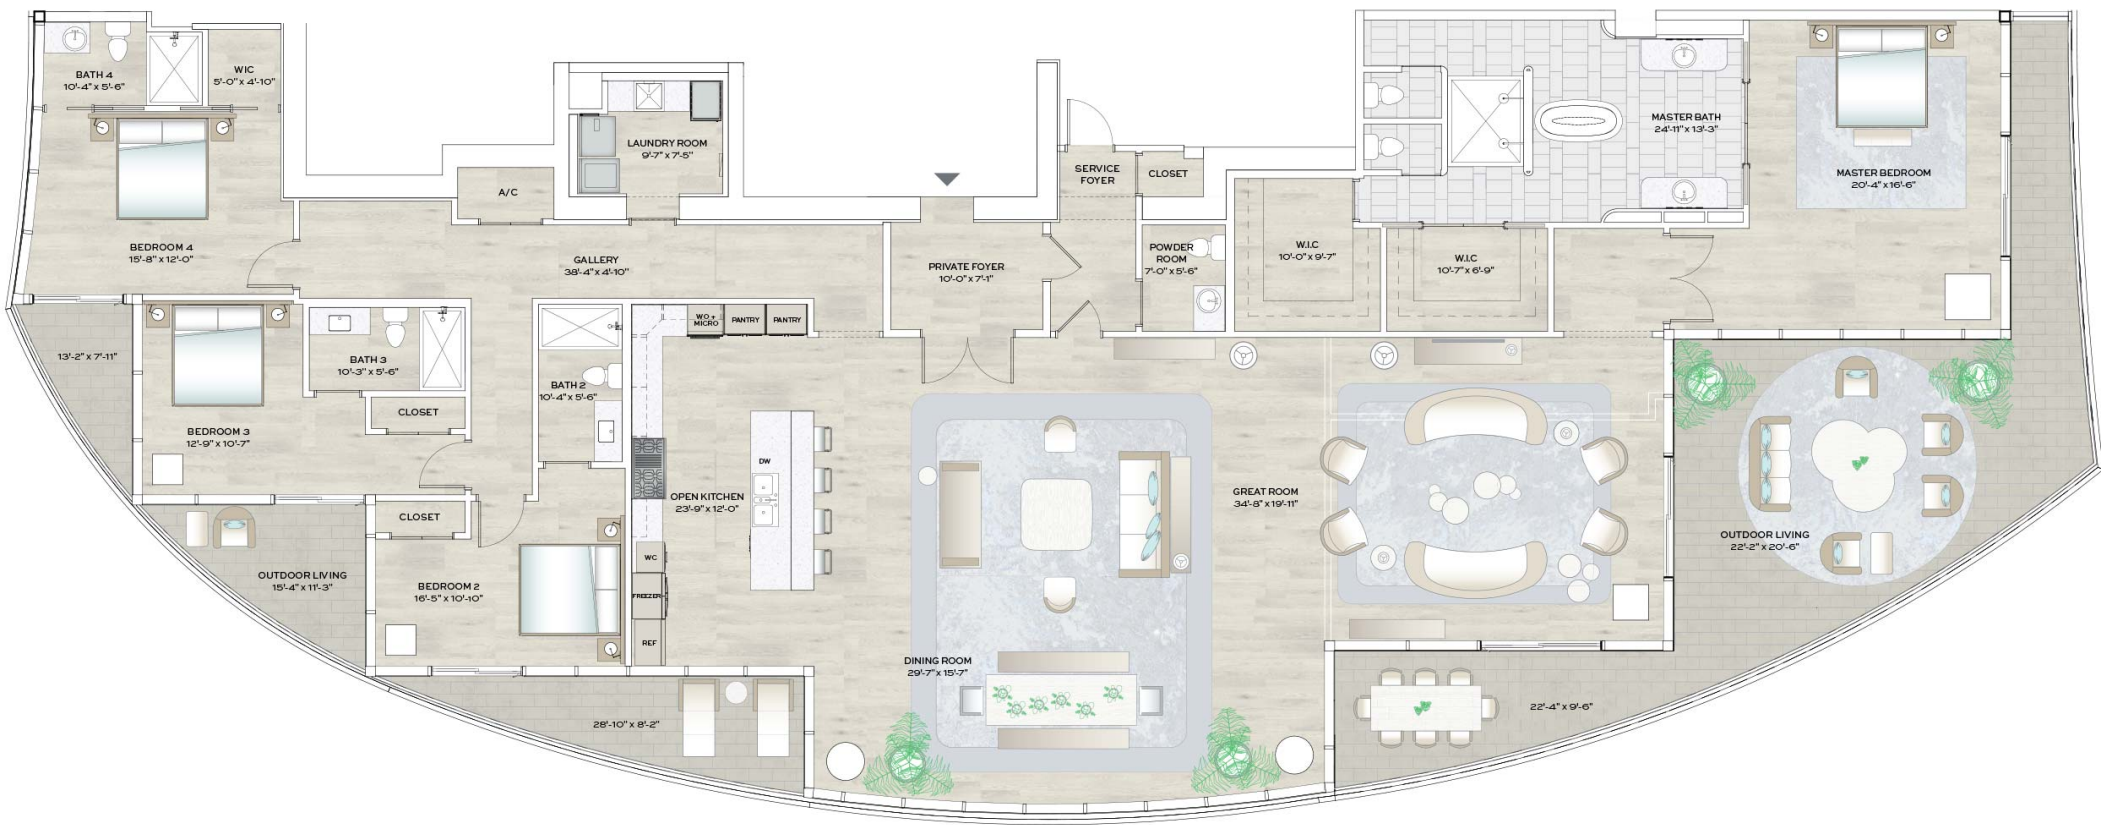 BATH 4
10'-4" x 5'-6"
WIC
5'-0" x 4'-10"
BEDROOM 4
15'-8" x 12'-0"
A/C
LAUNDRY ROOM
9'-7" x 7'-5"
GALLERY
38'-4" x 4'-10"
PRIVATE FOYER
10'-0" x 7'-1"
SERVICE
FOYER
CLOSET
POWDER
ROOM
7'-0" x 5'-6"
W.I.C
10'-0" x 9'-7"
W.I.C
10'-7" x 6'-9"
MASTER BATH
24'-11" x 13'-3"
MASTER BEDROOM
20'-4" x 16'-6"
13'-2" x 7'-11"
BATH 3
10'-3" x 5'-6"
CLOSET
BEDROOM 3
12'-9" x 10'-7"
BATH 2
10'-4" x 5'-6"
WO +
MICRO
PANTRY
PANTRY
DW
OPEN KITCHEN
23'-9" x 12'-0"
WC
FREEZER
REF
CLOSET
BEDROOM 2
16'-5" x 10'-10"
OUTDOOR LIVING
15'-4" x 11'-3"
28'-10" x 8'-2"
DINING ROOM
29'-7" x 15'-7"
GREAT ROOM
34'-8" x 19'-11"
OUTDOOR LIVING
22'-2" x 20'-6"
22'-4" x 9'-6"